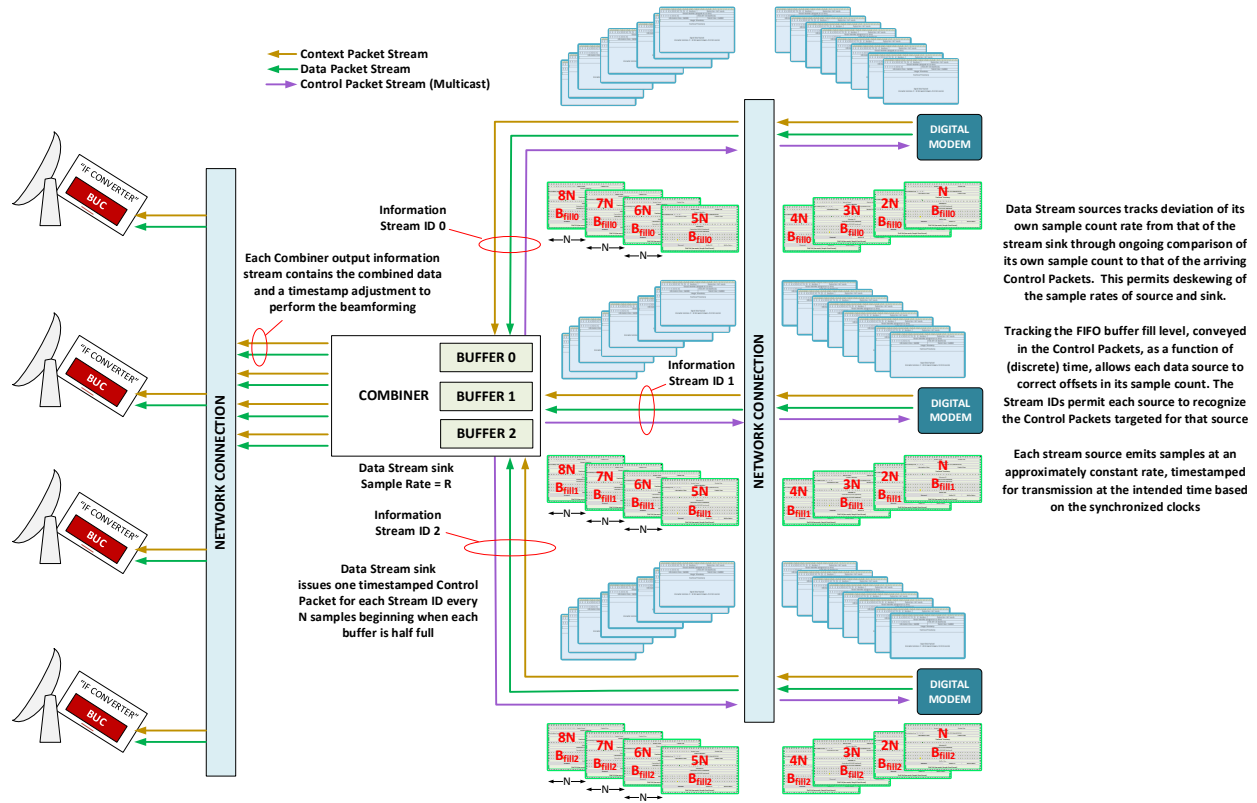 Context Packet Stream
Data Packet Stream
Control Packet Stream (Multicast)
"IF CONVERTER"
BUC
"IF CONVERTER"
BUC
"IF CONVERTER"
BUC
"IF CONVERTER"
BUC
NETWORK CONNECTION
Each Combiner output information
stream contains the combined data
and a timestamp adjustment to
perform the beamforming
Information
Stream ID 0
COMBINER
BUFFER 0
BUFFER 1
BUFFER 2
Data Stream sink
Sample Rate = R
Information
Stream ID 1
Information
Stream ID 2
Data Stream sink
issues one timestamped Control
Packet for each Stream ID every
N samples beginning when each
buffer is half full
NETWORK CONNECTION
DIGITAL
MODEM
8N
Bfill0
7N
Bfill0
6N
Bfill0
5N
Bfill0
N
N
N
4N
Bfill0
3N
Bfill0
2N
Bfill0
N
Bfill0
DIGITAL
MODEM
8N
Bfill1
7N
Bfill1
6N
Bfill1
5N
Bfill1
N
N
N
4N
Bfill1
3N
Bfill1
2N
Bfill1
N
Bfill1
DIGITAL
MODEM
8N
Bfill2
7N
Bfill2
6N
Bfill2
5N
Bfill2
N
N
N
4N
Bfill2
3N
Bfill2
2N
Bfill2
N
Bfill2
Data Stream sources tracks deviation of its
own sample count rate from that of the
stream sink through ongoing comparison of
its own sample count to that of the arriving
Control Packets. This permits deskewing of
the sample rates of source and sink.
Tracking the FIFO buffer fill level, conveyed
in the Control Packets, as a function of
(discrete) time, allows each data source to
correct offsets in its sample count. The
Stream IDs permit each source to recognize
the Control Packets targeted for that source
Each stream source emits samples at an
approximately constant rate, timestamped
for transmission at the intended time based
on the synchronized clocks